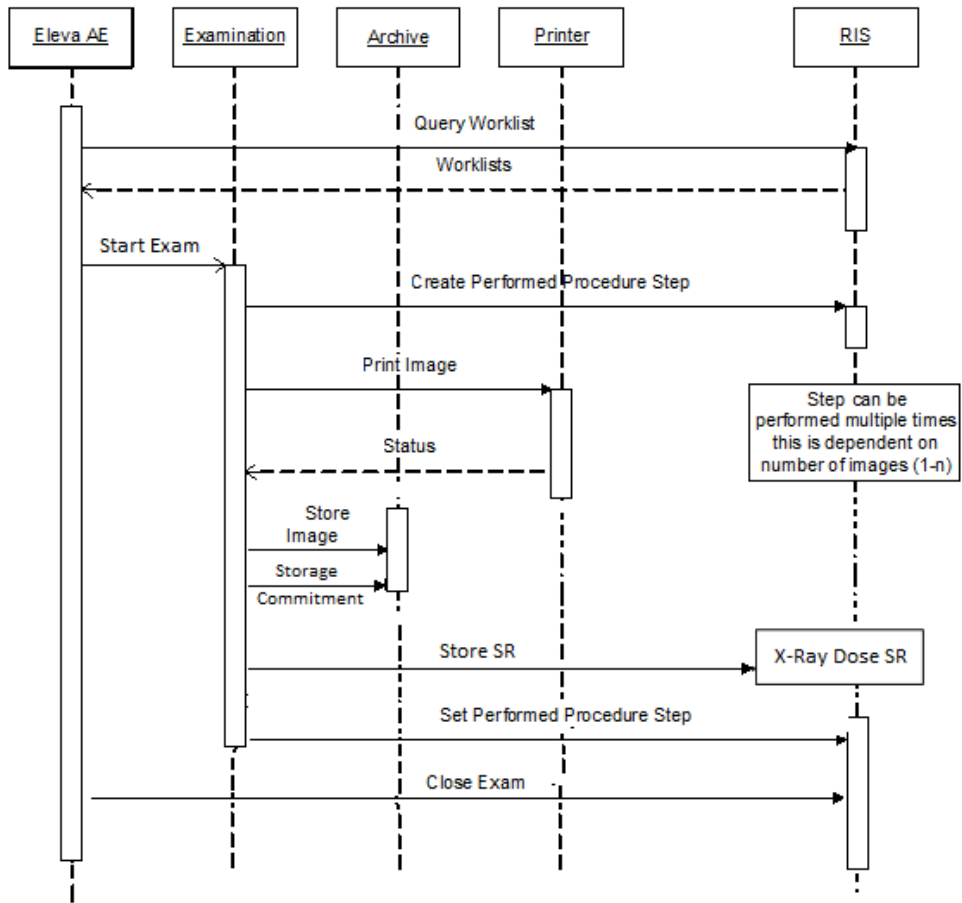 Eleva AE
Examination
Archive
Printer
RIS
Query Worklist
Worklists
Start Exam
Create Performed Procedure Step
Print Image
Step can be
performed multiple times
this is dependent on
number of images (1-n)
Status
Store
Image
Storage
Commitment
Store SR
X-Ray Dose SR
Set Performed Procedure Step
Close Exam